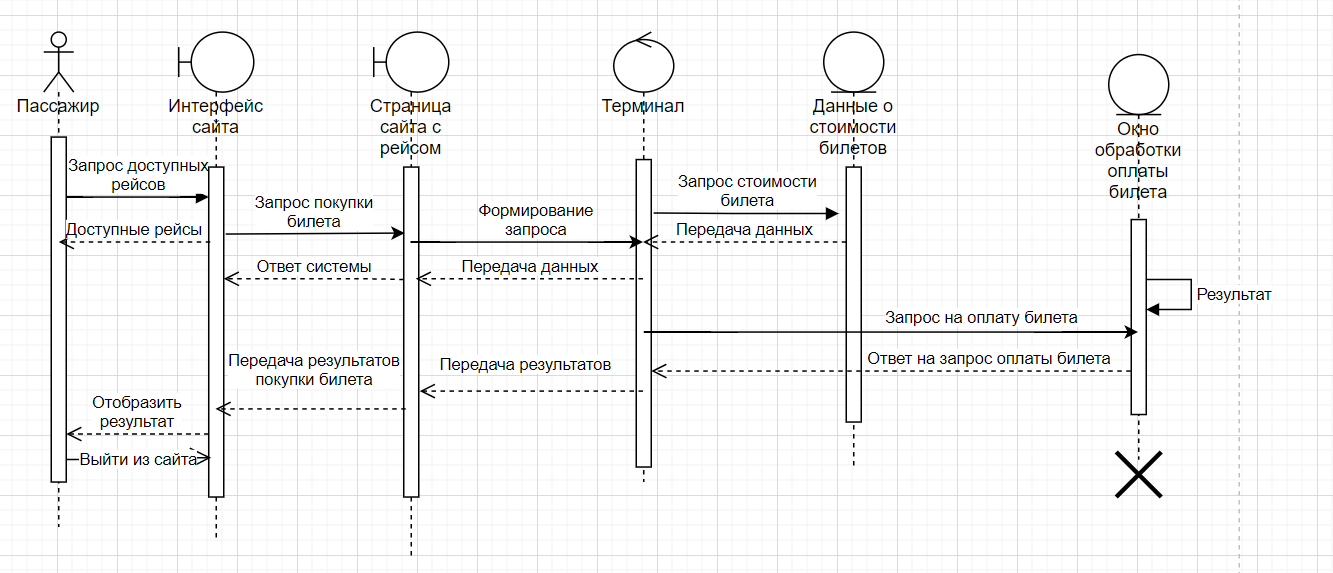 Пассажир
Интерфейс
сайта
Страница
сайта с
рейсом
Терминал
Данные о
стоимости
билетов
Окно
обработки
оплаты
билета
Запрос доступных
рейсов
Доступные рейсы
Запрос покупки
билета
Ответ системы
Формирование
запроса
Передача данных
Запрос стоимости
билета
Передача данных
Результат
Запрос на оплату билета
Ответ на запрос оплаты билета
Передача результатов
Передача результатов
покупки билета
Отобразить
результат
Выйти из сайта